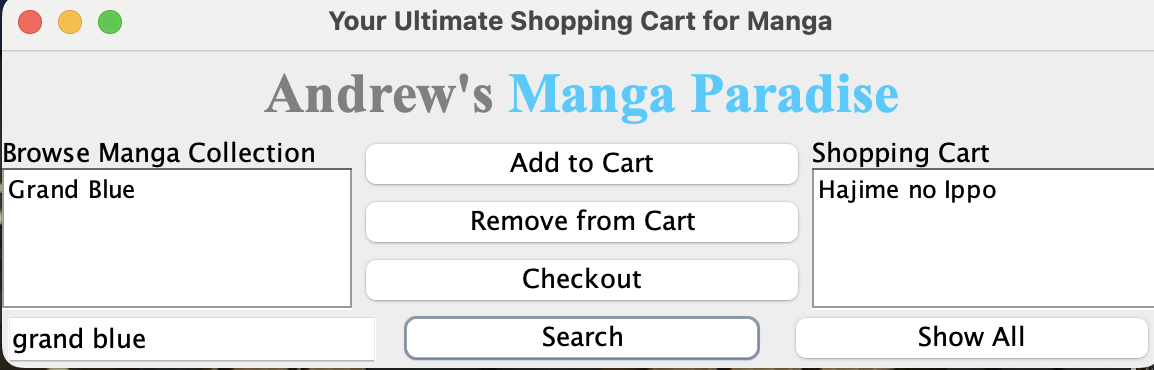 Your Ultimate Shopping Cart for Manga
Andrew's Manga Paradise
Browse Manga Collection
Grand Blue
Add to Cart
Remove from Cart
Checkout
Shopping Cart
Hajime no Ippo
grand blue
Search
Show All